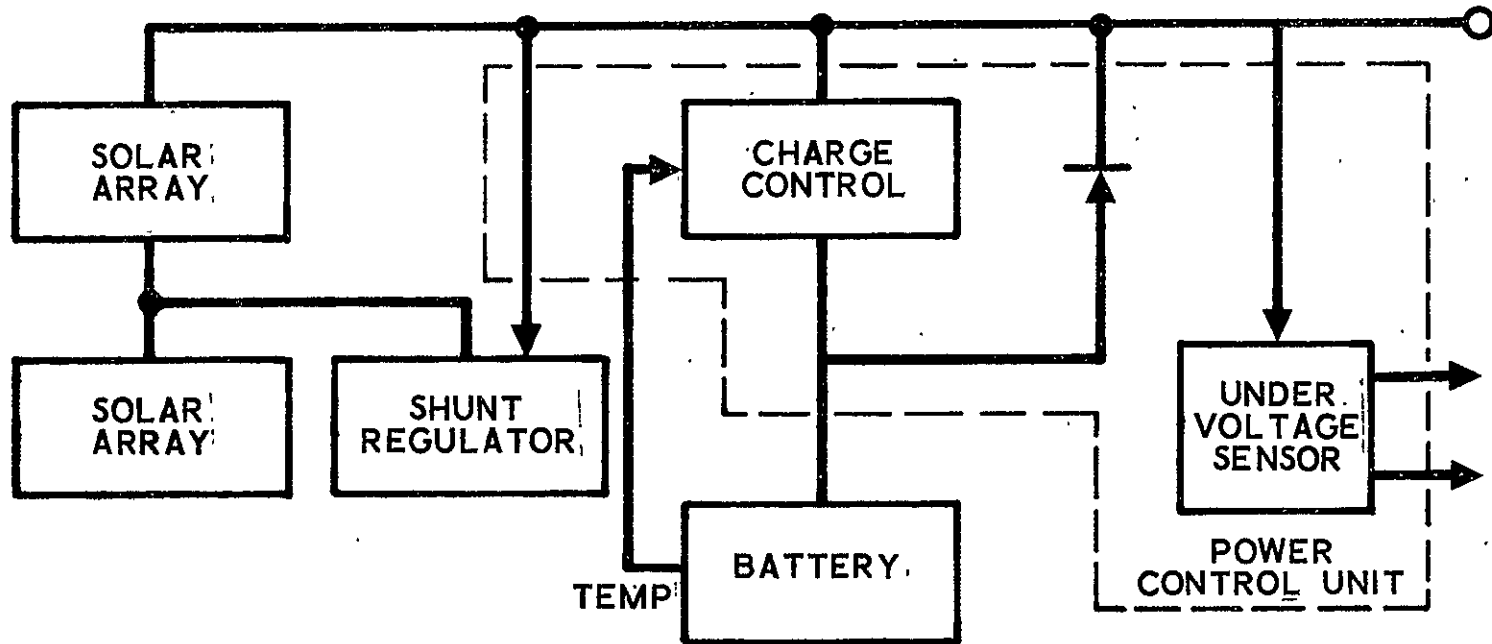 SOLAR
ARRAY
CHARGE
CONTROL
SOLAR
ARRAY
SHUNT
REGULATOR
UNDER
VOLTAGE
SENSOR
BATTERY
TEMP
POWER
CONTROL UNIT